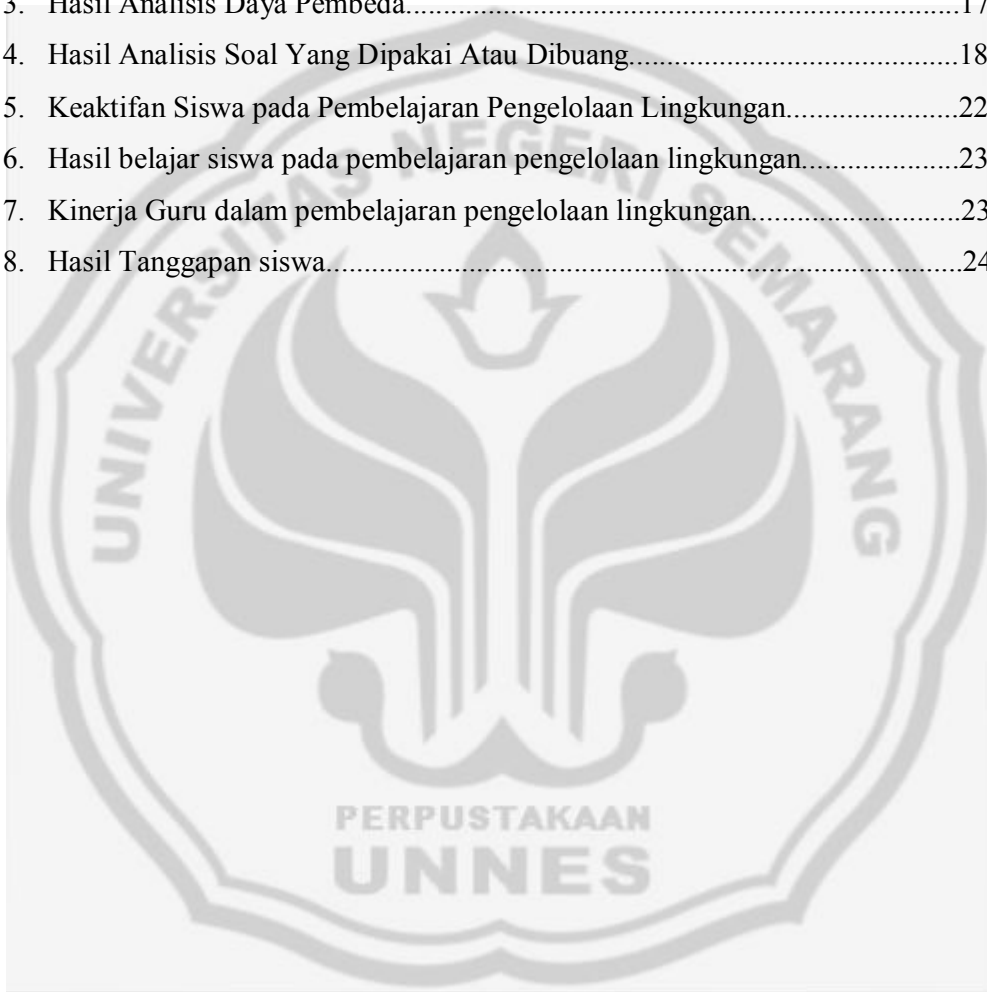 3. Hasil Analisis Daya Pembeda..........................................................................17
4. Hasil Analisis Soal Yang Dipakai Atau Dibuang............................................18
5. Keaktifan Siswa pada Pembelajaran Pengelolaan Lingkungan........................22
6. Hasil belajar siswa pada pembelajaran pengelolaan lingkungan......................23
7. Kinerja Guru dalam pembelajaran pengelolaan lingkungan............................23
8. Hasil Tanggapan siswa.....................................................................................24
UNIVERSITAS NEGERI SEMARANG
PERPUSTAKAAN
UNNES